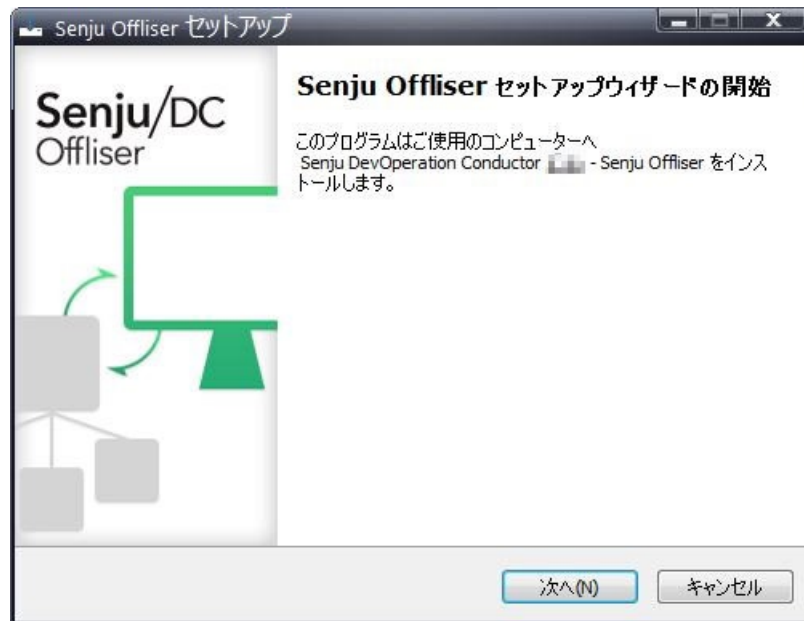 Senju Offliser セットアップ
Senju/DC
Offliser
Senju Offliser セットアップウィザードの開始
このプログラムはご使用のコンピューターへ
Senju DevOperation Conductor - Senju Offliser をインス
トールします。
次へ(N)
キャンセル